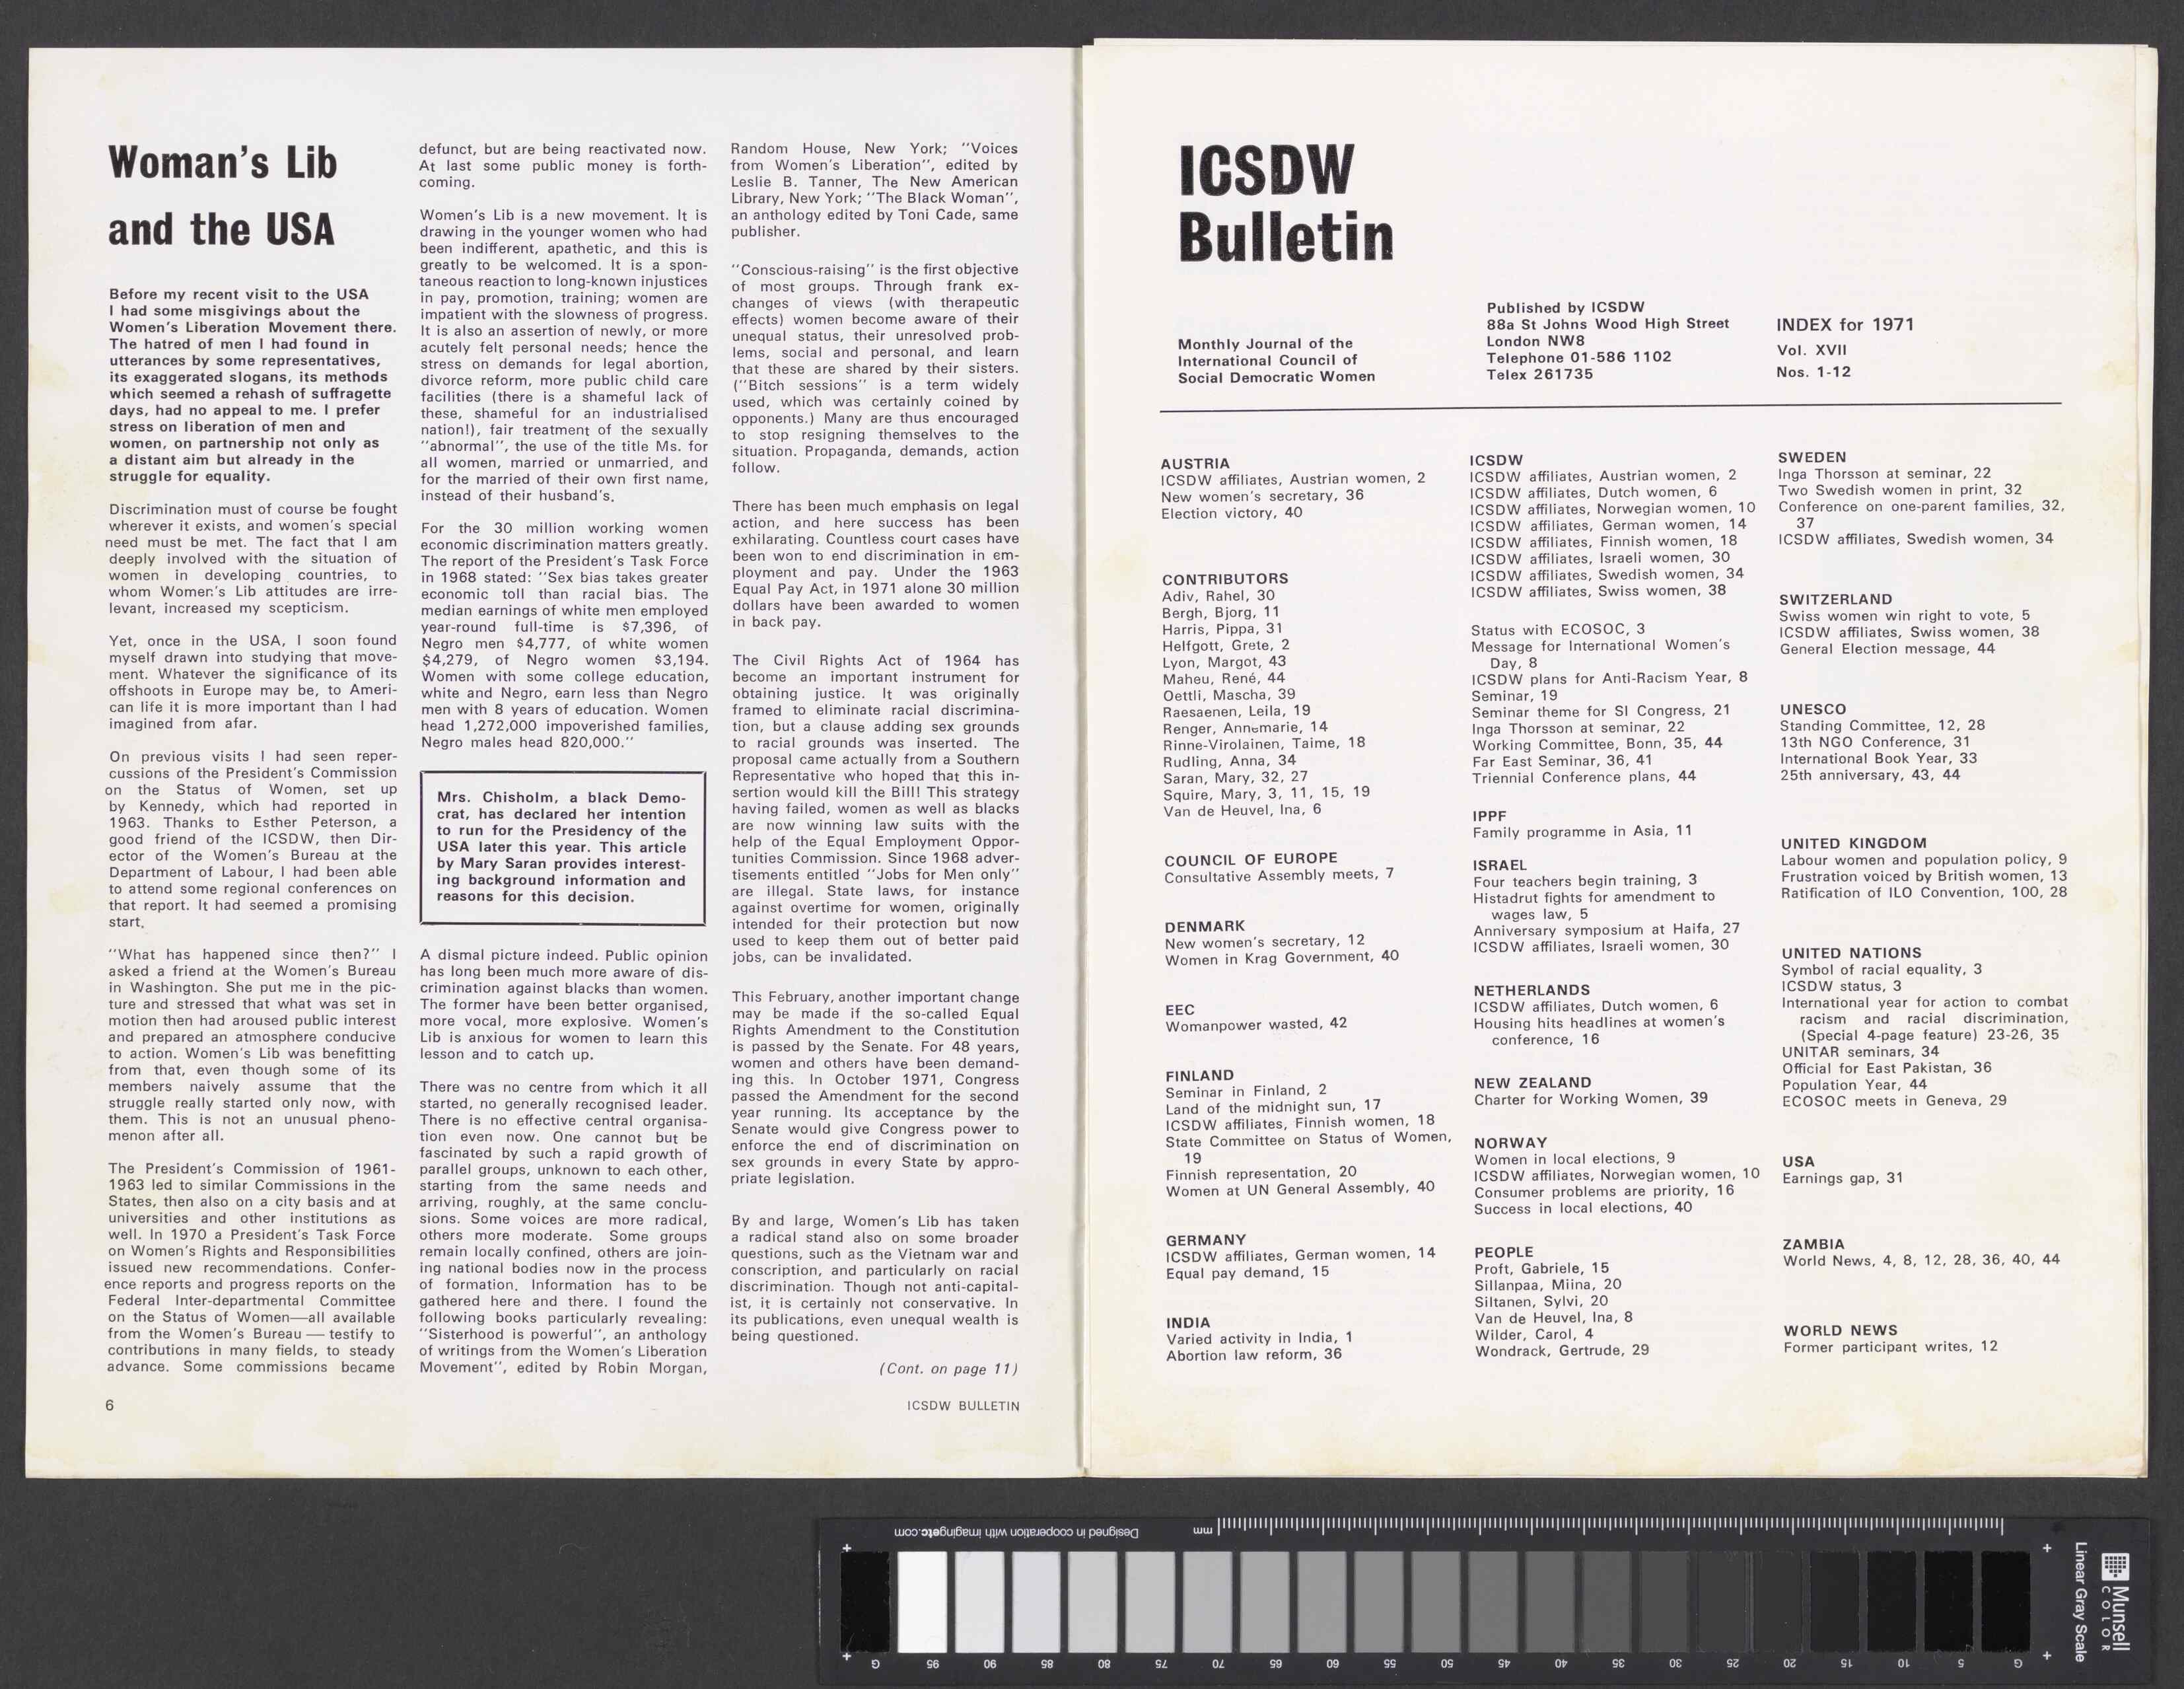 Woman's Lib
and the USA
Before my recent visit to the USA
I had some misgivings about the
Women's Liberation Movement there.
The hatred of men I had found in
utterances by some representatives,
its exaggerated slogans, its methods
which seemed a rehash of suffragette
days, had no appeal to me. I prefer
stress on liberation of men and
women, on partnership not only as
a distant aim but already in the
struggle for equality.
Discrimination must of course be fought
wherever it exists, and women's special
need must be met. The fact that I am
deeply involved with the situation of
women in developing countries, to
whom Women's Lib attitudes are irre-
levant, increased my scepticism.
Yet, once in the USA, I soon found
myself drawn into studying that move-
ment. Whatever the significance of its
offshoots in Europe may be, to Ameri-
can life it is more important than I had
imagined from afar.
On previous visits I had seen reper-
cussions of the President's Commission
on the Status of Women, set up
by Kennedy, which had reported in
1963. Thanks to Esther Peterson, a
good friend of the ICSDW, then Dir-
ector of the Women's Bureau at the
Department of Labour, I had been able
to attend some regional conferences on
that report. It had seemed a promising
start.
"What has happened since then?" I
asked a friend at the Women's Bureau
in Washington. She put me in the pic-
ture and stressed that what was set in
motion then had aroused public interest
and prepared an atmosphere conducive
to action. Women's Lib was benefitting
from that, even though some of its
members naively assume that the
struggle really started only now, with
them. This is not an unusual pheno-
menon after all.
The President's Commission of 1961-
1963 led to similar Commissions in the
States, then also on a city basis and at
universities and other institutions as
well. In 1970 a President's Task Force
on Women's Rights and Responsibilities
issued new recommendations. Confer-
ence reports and progress reports on the
Federal Inter-departmental Committee
on the Status of Women—all available
from the Women's Bureau — testify to
contributions in many fields, to steady
advance. Some commissions became
defunct, but are being reactivated now.
At last some public money is forth-
coming.
Women's Lib is a new movement. It is
drawing in the younger women who had
been indifferent, apathetic, and this is
greatly to be welcomed. It is a spon-
taneous reaction to long-known injustices
in pay, promotion, training; women are
impatient with the slowness of progress.
It is also an assertion of newly, or more
acutely felt personal needs; hence the
stress on demands for legal abortion,
divorce reform, more public child care
facilities (there is a shameful lack of
these, shameful for an industrialised
nation!), fair treatment of the sexually
"abnormal", the use of the title Ms. for
all women, married or unmarried, and
for the married of their own first name,
instead of their husband's.
For the 30 million working women
economic discrimination matters greatly.
The report of the President's Task Force
in 1968 stated: "Sex bias takes greater
economic toll than racial bias. The
median earnings of white men employed
year-round full-time is $7,396, of
Negro men $4,777, of white women
$4,279, of Negro women $3,194.
Women with some college education,
white and Negro, earn less than Negro
men with 8 years of education. Women
head 1,272,000 impoverished families,
Negro males head 820,000."
Mrs. Chisholm, a black Demo-
crat, has declared her intention
to run for the Presidency of the
USA later this year. This article
by Mary Saran provides interest-
ing background information and
reasons for this decision.
A dismal picture indeed. Public opinion
has long been much more aware of dis-
crimination against blacks than women.
The former have been better organised,
more vocal, more explosive. Women's
Lib is anxious for women to learn this
lesson and to catch up.
There was no centre from which it all
started, no generally recognised leader.
There is no effective central organisa-
tion even now. One cannot but be
fascinated by such a rapid growth of
parallel groups, unknown to each other,
starting from the same needs and
arriving, roughly, at the same conclu-
sions. Some voices are more radical,
others more moderate. Some groups
remain locally confined, others are join-
ing national bodies now in the process
of formation. Information has to be
gathered here and there. I found the
following books particularly revealing:
"Sisterhood is powerful", an anthology
of writings from the Women's Liberation
Movement", edited by Robin Morgan,
Random House, New York; "Voices
from Women's Liberation", edited by
Leslie B. Tanner, The New American
Library, New York; "The Black Woman",
an anthology edited by Toni Cade, same
publisher.
"Conscious-raising" is the first objective
of most groups. Through frank ex-
changes of views (with therapeutic
effects) women become aware of their
unequal status, their unresolved prob-
lems, social and personal, and learn
that these are shared by their sisters.
("Bitch sessions" is a term widely
used, which was certainly coined by
opponents.) Many are thus encouraged
to stop resigning themselves to the
situation. Propaganda, demands, action
follow.
There has been much emphasis on legal
action, and here success has been
exhilarating. Countless court cases have
been won to end discrimination in em-
ployment and pay. Under the 1963
Equal Pay Act, in 1971 alone 30 million
dollars have been awarded to women
in back pay.
The Civil Rights Act of 1964 has
become an important instrument for
obtaining justice. It was originally
framed to eliminate racial discrimina-
tion, but a clause adding sex grounds
to racial grounds was inserted. The
proposal came actually from a Southern
Representative who hoped that this in-
sertion would kill the Bill! This strategy
having failed, women as well as blacks
are now winning law suits with the
help of the Equal Employment Oppor-
tunities Commission. Since 1968 adver-
tisements entitled "Jobs for Men only"
are illegal. State laws, for instance
against overtime for women, originally
intended for their protection but now
used to keep them out of better paid
jobs, can be invalidated.
This February, another important change
may be made if the so-called Equal
Rights Amendment to the Constitution
is passed by the Senate. For 48 years,
women and others have been demand-
ing this. In October 1971, Congress
passed the Amendment for the second
year running. Its acceptance by the
Senate would give Congress power to
enforce the end of discrimination on
sex grounds in every State by appro-
priate legislation.
By and large, Women's Lib has taken
a radical stand also on some broader
questions, such as the Vietnam war and
conscription, and particularly on racial
discrimination. Though not anti-capital-
ist, it is certainly not conservative. In
its publications, even unequal wealth is
being questioned.
(Cont. on page 11)
6
ICSDW BULLETIN
ICSDW
Bulletin
Monthly Journal of the
International Council of
Social Democratic Women
Published by ICSDW
88a St Johns Wood High Street
London NW8
Telephone 01-586 1102
Telex 261735
INDEX for 1971
Vol. XVII
Nos. 1-12
AUSTRIA
ICSDW affiliates, Austrian women, 2
New women's secretary, 36
Election victory, 40
CONTRIBUTORS
Adiv, Rahel, 30
Bergh, Bjorg, 11
Harris, Pippa, 31
Helfgott, Grete, 2
Lyon, Margot, 43
Maheu, René, 44
Oettli, Mascha, 39
Raesaenen, Leila, 19
Renger, Annemarie, 14
Rinne-Virolainen, Taime, 18
Rudling, Anna, 34
Saran, Mary, 32, 27
Squire, Mary, 3, 11, 15, 19
Van de Heuvel, Ina, 6
COUNCIL OF EUROPE
Consultative Assembly meets, 7
DENMARK
New women's secretary, 12
Women in Krag Government, 40
EEC
Womanpower wasted, 42
FINLAND
Seminar in Finland, 2
Land of the midnight sun, 17
ICSDW affiliates, Finnish women, 18
State Committee on Status of Women,
19
Finnish representation, 20
Women at UN General Assembly, 40
GERMANY
ICSDW affiliates, German women, 14
Equal pay demand, 15
INDIA
Varied activity in India, 1
Abortion law reform, 36
ICSDW
ICSDW affiliates, Austrian women, 2
ICSDW affiliates, Dutch women, 6
ICSDW affiliates, Norwegian women, 10
ICSDW affiliates, German women, 14
ICSDW affiliates, Finnish women, 18
ICSDW affiliates, Israeli women, 30
ICSDW affiliates, Swedish women, 34
ICSDW affiliates, Swiss women, 38
Status with ECOSOC, 3
Message for International Women's
Day, 8
ICSDW plans for Anti-Racism Year, 8
Seminar, 19
Seminar theme for SI Congress, 21
Inga Thorsson at seminar, 22
Working Committee, Bonn, 35, 44
Far East Seminar, 36, 41
Triennial Conference plans, 44
IPPF
Family programme in Asia, 11
ISRAEL
Four teachers begin training, 3
Histadrut fights for amendment to
wages law, 5
Anniversary symposium at Haifa, 27
ICSDW affiliates, Israeli women, 30
NETHERLANDS
ICSDW affiliates, Dutch women, 6
Housing hits headlines at women's
conference, 16
NEW ZEALAND
Charter for Working Women, 39
NORWAY
Women in local elections, 9
ICSDW affiliates, Norwegian women, 10
Consumer problems are priority, 16
Success in local elections, 40
PEOPLE
Proft, Gabriele, 15
Sillanpaa, Miina, 20
Siltanen, Sylvi, 20
Van de Heuvel, Ina, 8
Wilder, Carol, 4
Wondrack, Gertrude, 29
SWEDEN
Inga Thorsson at seminar, 22
Two Swedish women in print, 32
Conference on one-parent families, 32,
37
ICSDW affiliates, Swedish women, 34
SWITZERLAND
Swiss women win right to vote, 5
ICSDW affiliates, Swiss women, 38
General Election message, 44
UNESCO
Standing Committee, 12, 28
13th NGO Conference, 31
International Book Year, 33
25th anniversary, 43, 44
UNITED KINGDOM
Labour women and population policy, 9
Frustration voiced by British women, 13
Ratification of ILO Convention, 100, 28
UNITED NATIONS
Symbol of racial equality, 3
ICSDW status, 3
International year for action to combat
racism and racial discrimination,
(Special 4-page feature) 23-26, 35
UNITAR seminars, 34
Official for East Pakistan, 36
Population Year, 44
ECOSOC meets in Geneva, 29
USA
Earnings gap, 31
ZAMBIA
World News, 4, 8, 12, 28, 36, 40, 44
WORLD NEWS
Former participant writes, 12
Designed in cooperation with imagingetc.com
mm
G 95 90 85 80 75 70 65 60 55 50 45 40 35 30 25 20 15 10 5 G
Linear Gray Scale
Munsell
COLOR